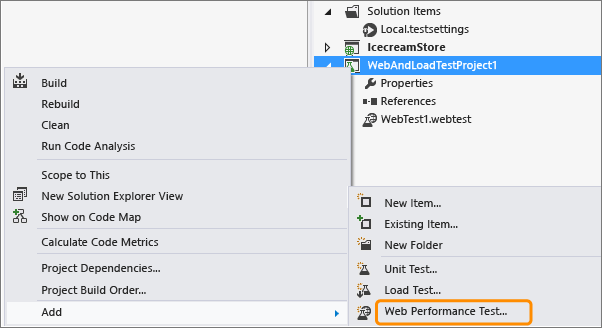 Solution Items
Local.testsettings
IcecreamStore
WebAndLoadTestProject1
Properties
References
WebTest1.webtest
Build
Rebuild
Clean
Run Code Analysis
Scope to This
New Solution Explorer View
Show on Code Map
Calculate Code Metrics
Project Dependencies...
Project Build Order...
Add
New Item...
Existing Item...
New Folder
Unit Test...
Load Test...
Web Performance Test...